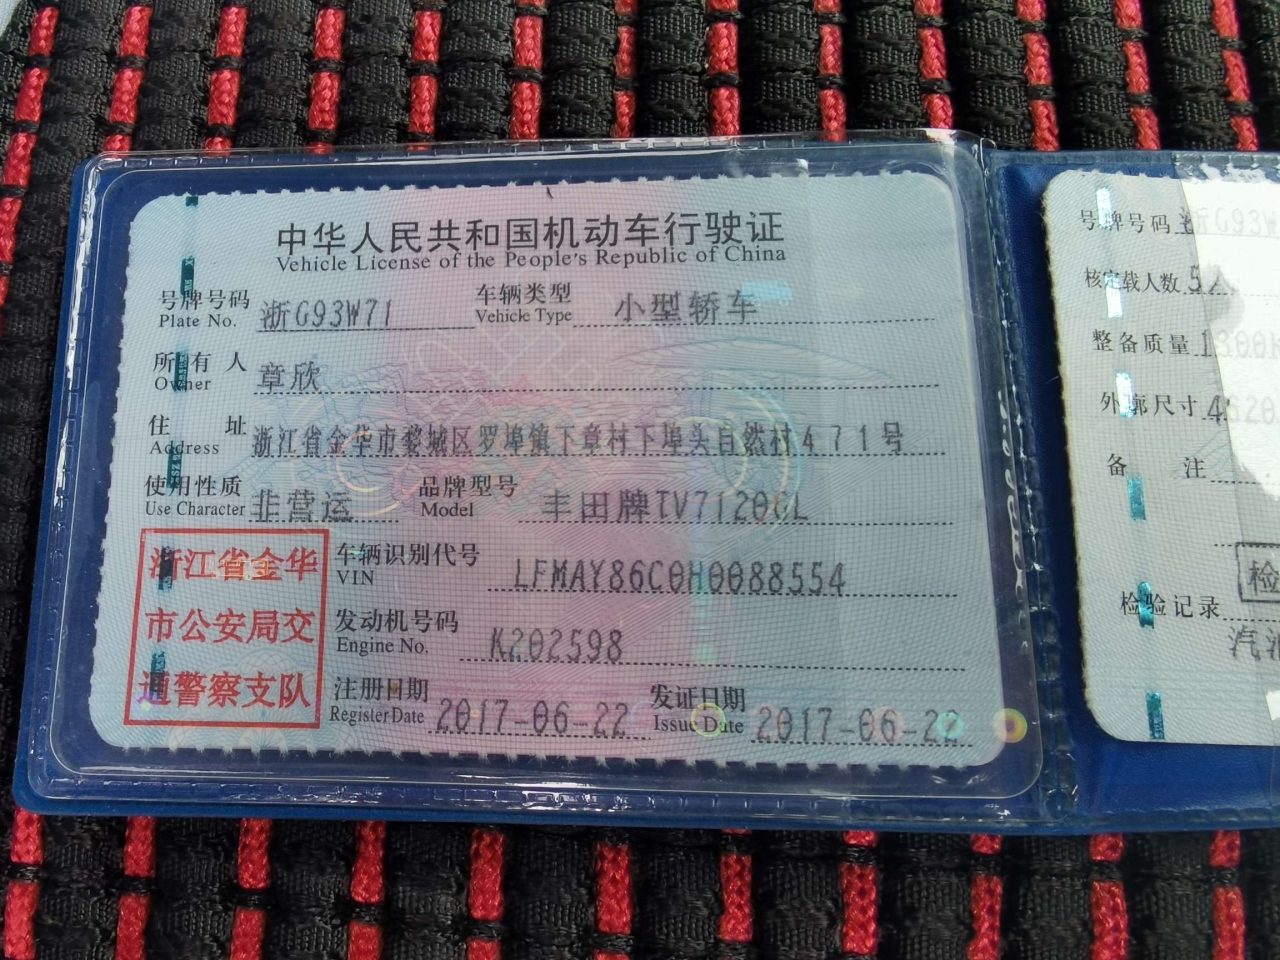 中华人民共和国机动车行驶证
Vehicle License of the People's Republic of China
号牌号码 浙G93W71 车辆类型 小型轿车
Plate No. Vehicle Type
所有人 章欣
Owner
住址 浙江省金华市婺城区罗埠镇下章村下埠头自然村471号
Address
使用性质 非营运 品牌型号 丰田牌TV7120GL
Use Character Model
浙江省金华
市公安局交
通警察支队
车辆识别代号 LFMAY86C0H0088554
VIN
发动机号码 K202598
Engine No.
注册日期 2017-06-22 发证日期 2017-06-22
Register Date Issue Date
号牌号码 浙G93W
核定载人数 5人
整备质量
外廓尺寸
备注
检
检验记录
汽油